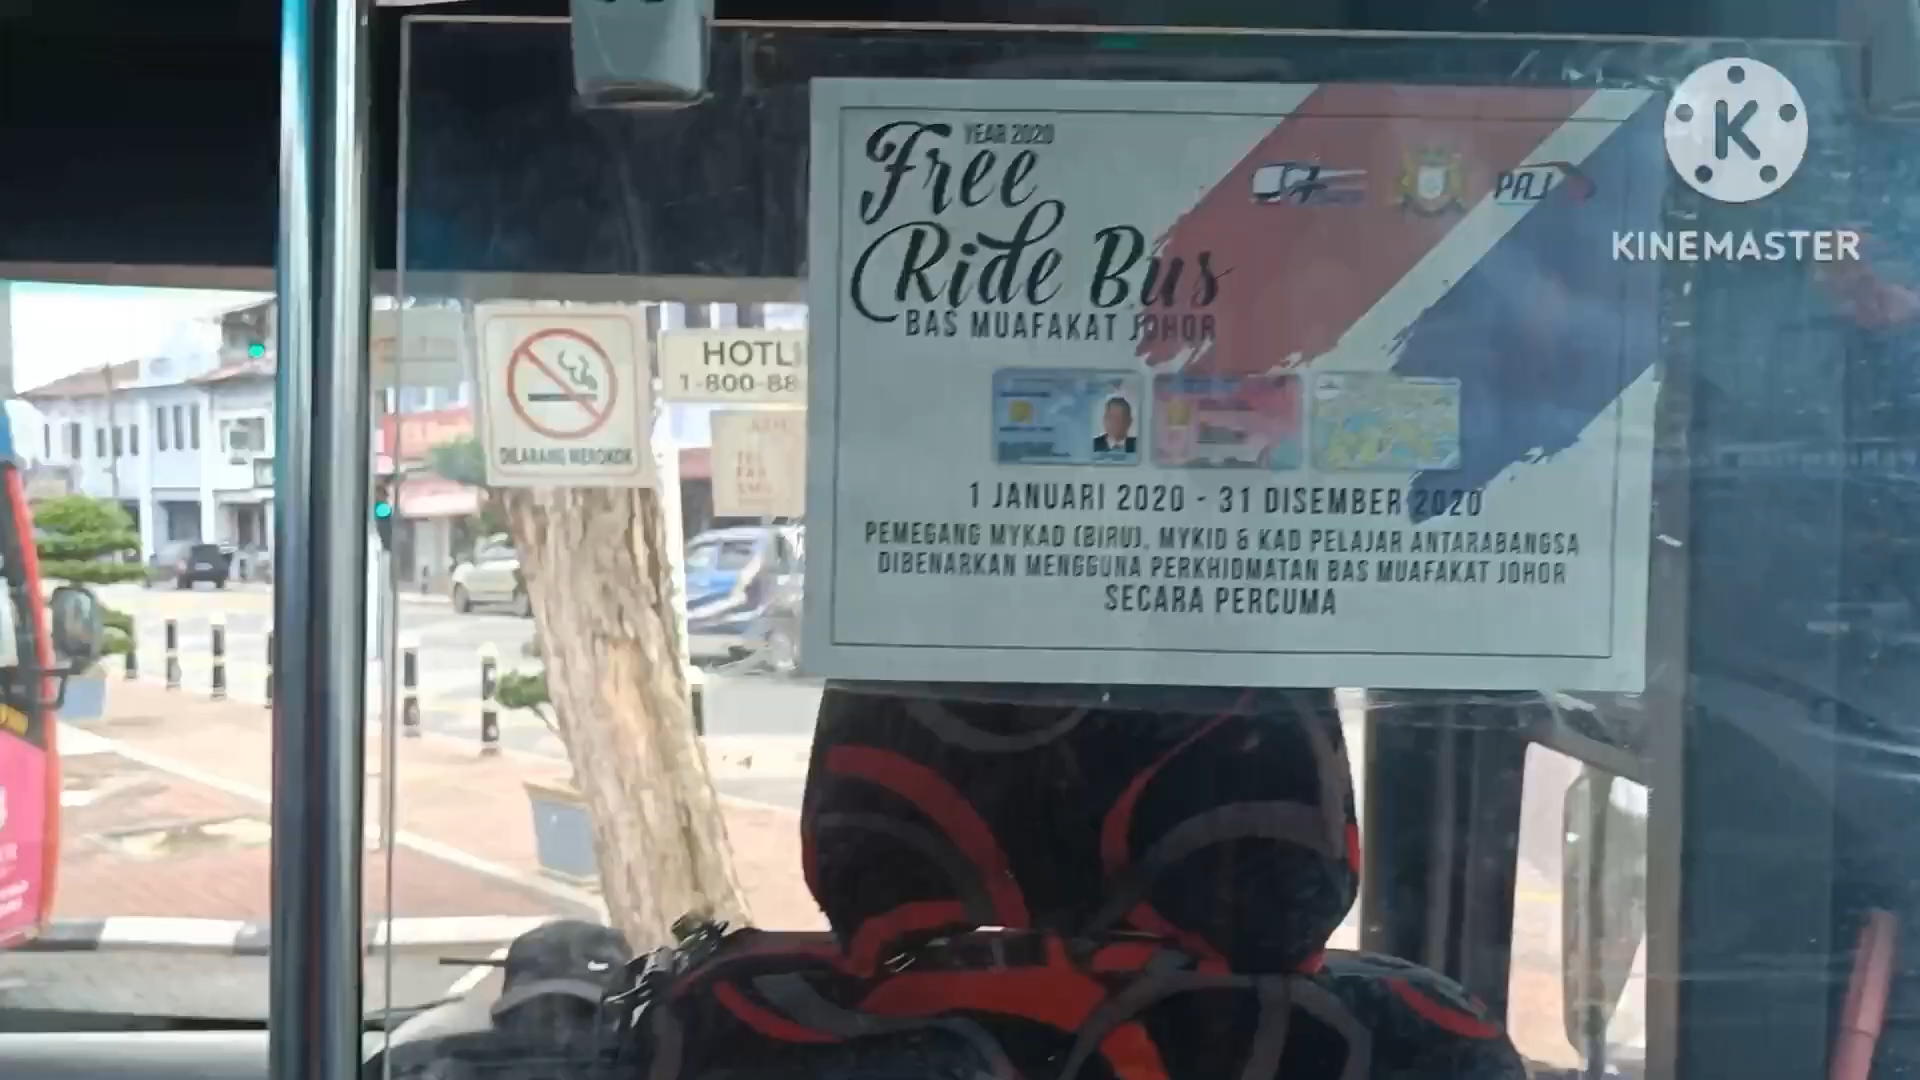 YEAR 2020
Free
Ride Bus
BAS MUAFAKAT JOHOR
PAJ
1 JANUARI 2020 - 31 DISEMBER 2020
PEMEGANG MYKAD (BIRU), MYKID & KAD PELAJAR ANTARABANGSA
DIBENARKAN MENGGUNA PERKHIDMATAN BAS MUAFAKAT JOHOR
SECARA PERCUMA
DILARANG MEROKOK
HOTLI
1-800-88
K
KINEMASTER